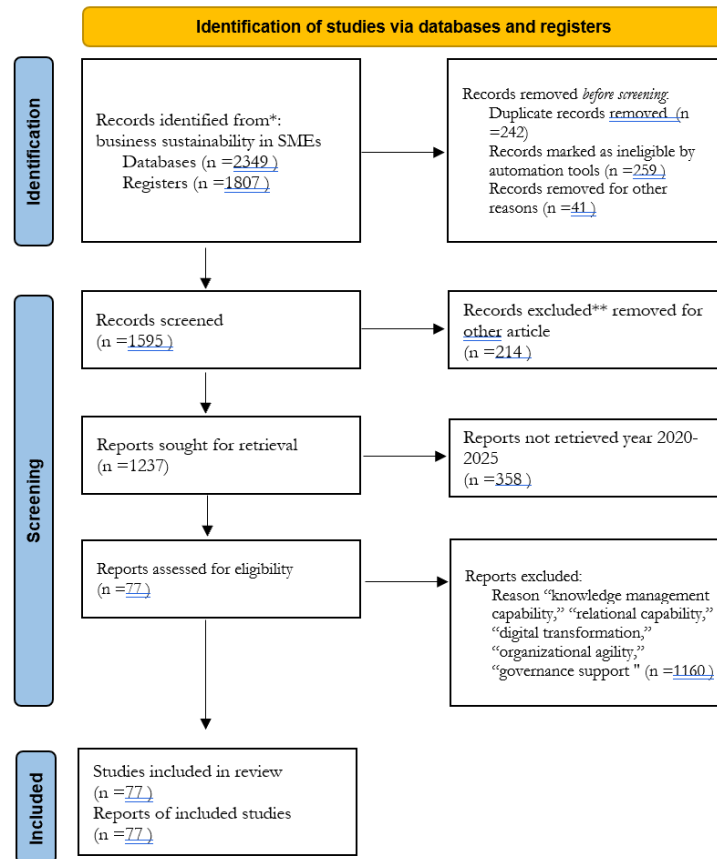 Identification of studies via databases and registers
Identification
Records identified from*:
business sustainability in SMEs
Databases (n =2349 )
Registers (n =1807 )
Records removed before screening:
Duplicate records removed  (n
=242)
Records marked as ineligible by
automation tools (n =259 )
Records removed for other
reasons (n =41 )
Screening
Records screened
(n =1595 )
Records excluded** removed for
other article
(n =214 )
Reports sought for retrieval
(n =1237)
Reports not retrieved year 2020-
2025
(n =358 )
Reports assessed for eligibility
(n =77 )
Reports excluded:
Reason “knowledge management
capability,” “relational capability,”
“digital transformation,”
“organizational agility,”
“governance support " (n =1160 )
Included
Studies included in review
(n =77 )
Reports of included studies
(n =77 )